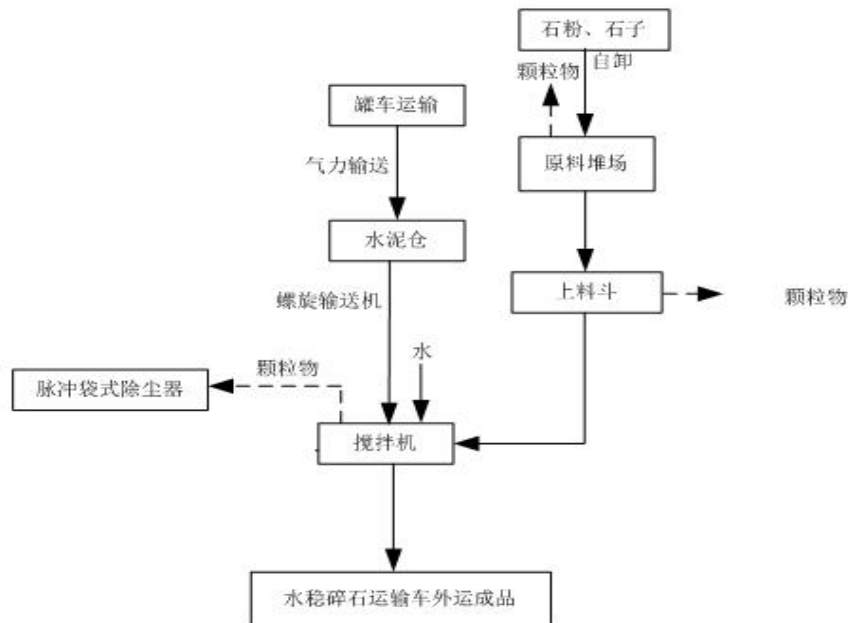 石粉、石子
自卸
颗粒物
罐车运输
气力输送
原料堆场
水泥仓
螺旋输送机
上料斗
颗粒物
水
颗粒物
脉冲袋式除尘器
搅拌机
水稳碎石运输车外运成品